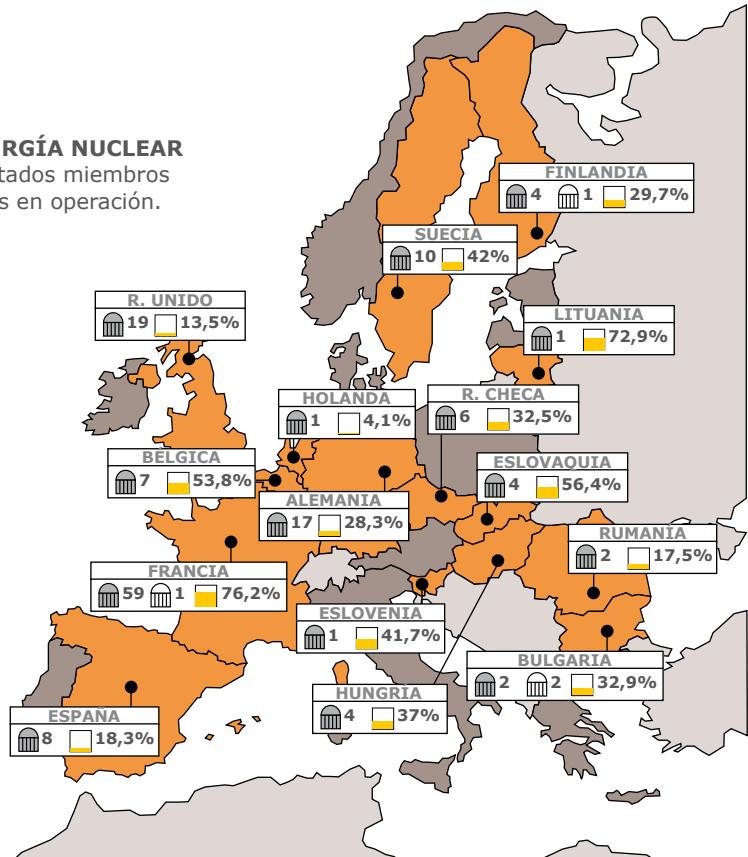 RGÍA NUCLEAR
tados miembros
s en operación.
FINLANDIA
4 1 29,7%
SUECIA
10 42%
R. UNIDO
19 13,5%
LITUANIA
1 72,9%
HOLANDA
1 4,1%
R. CHECA
6 32,5%
BÉLGICA
7 53,8%
ESLOVAQUIA
4 56,4%
ALEMANIA
17 28,3%
RUMANÍA
2 17,5%
FRANCIA
59 1 76,2%
ESLOVENIA
1 41,7%
BULGARIA
2 2 32,9%
HUNGRÍA
4 37%
ESPAÑA
8 18,3%